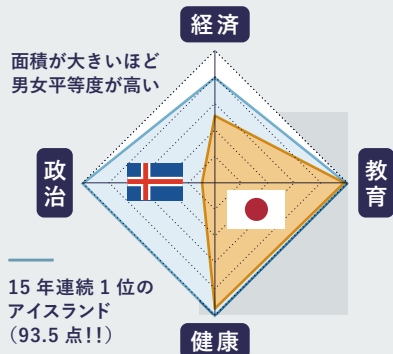 経済
面積が大きいほど
男女平等度が高い
政治
教育
15年連続1位の
アイスランド
（93.5点!!）
健康